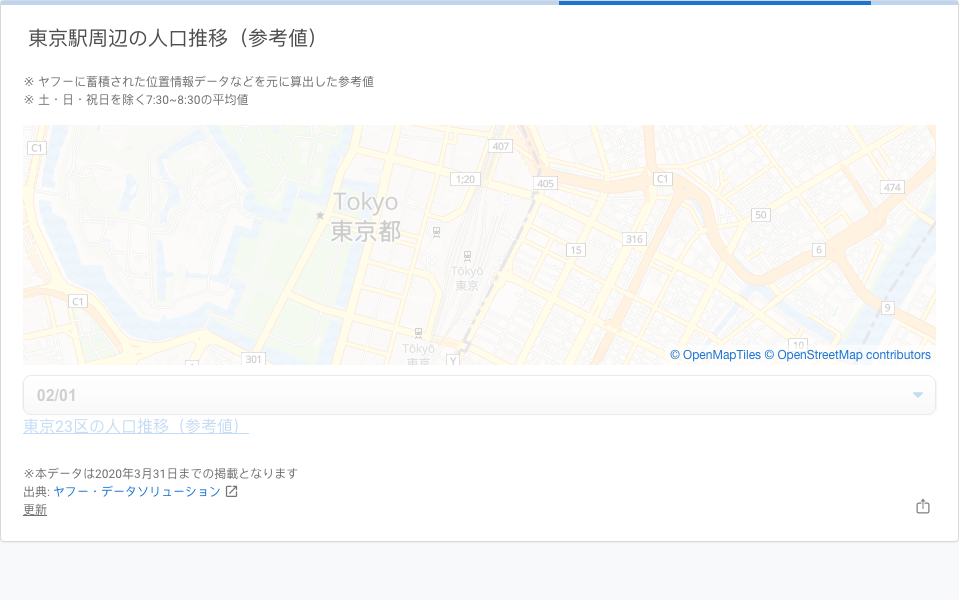 東京駅周辺の人口推移（参考値）
※ ヤフーに蓄積された位置情報データなどを元に算出した参考値
※ 土・日・祝日を除く7:30~8:30の平均値
C1
407
1;20
405
C1
474
Tokyo
東京都
50
316
15
6
Tōkyō
東京
C1
9
10
Tōkyō
東京
301
Y
© OpenMapTiles © OpenStreetMap contributors
02/01
東京23区の人口推移（参考値）
※本データは2020年3月31日までの掲載となります
出典: ヤフー・データソリューション
更新